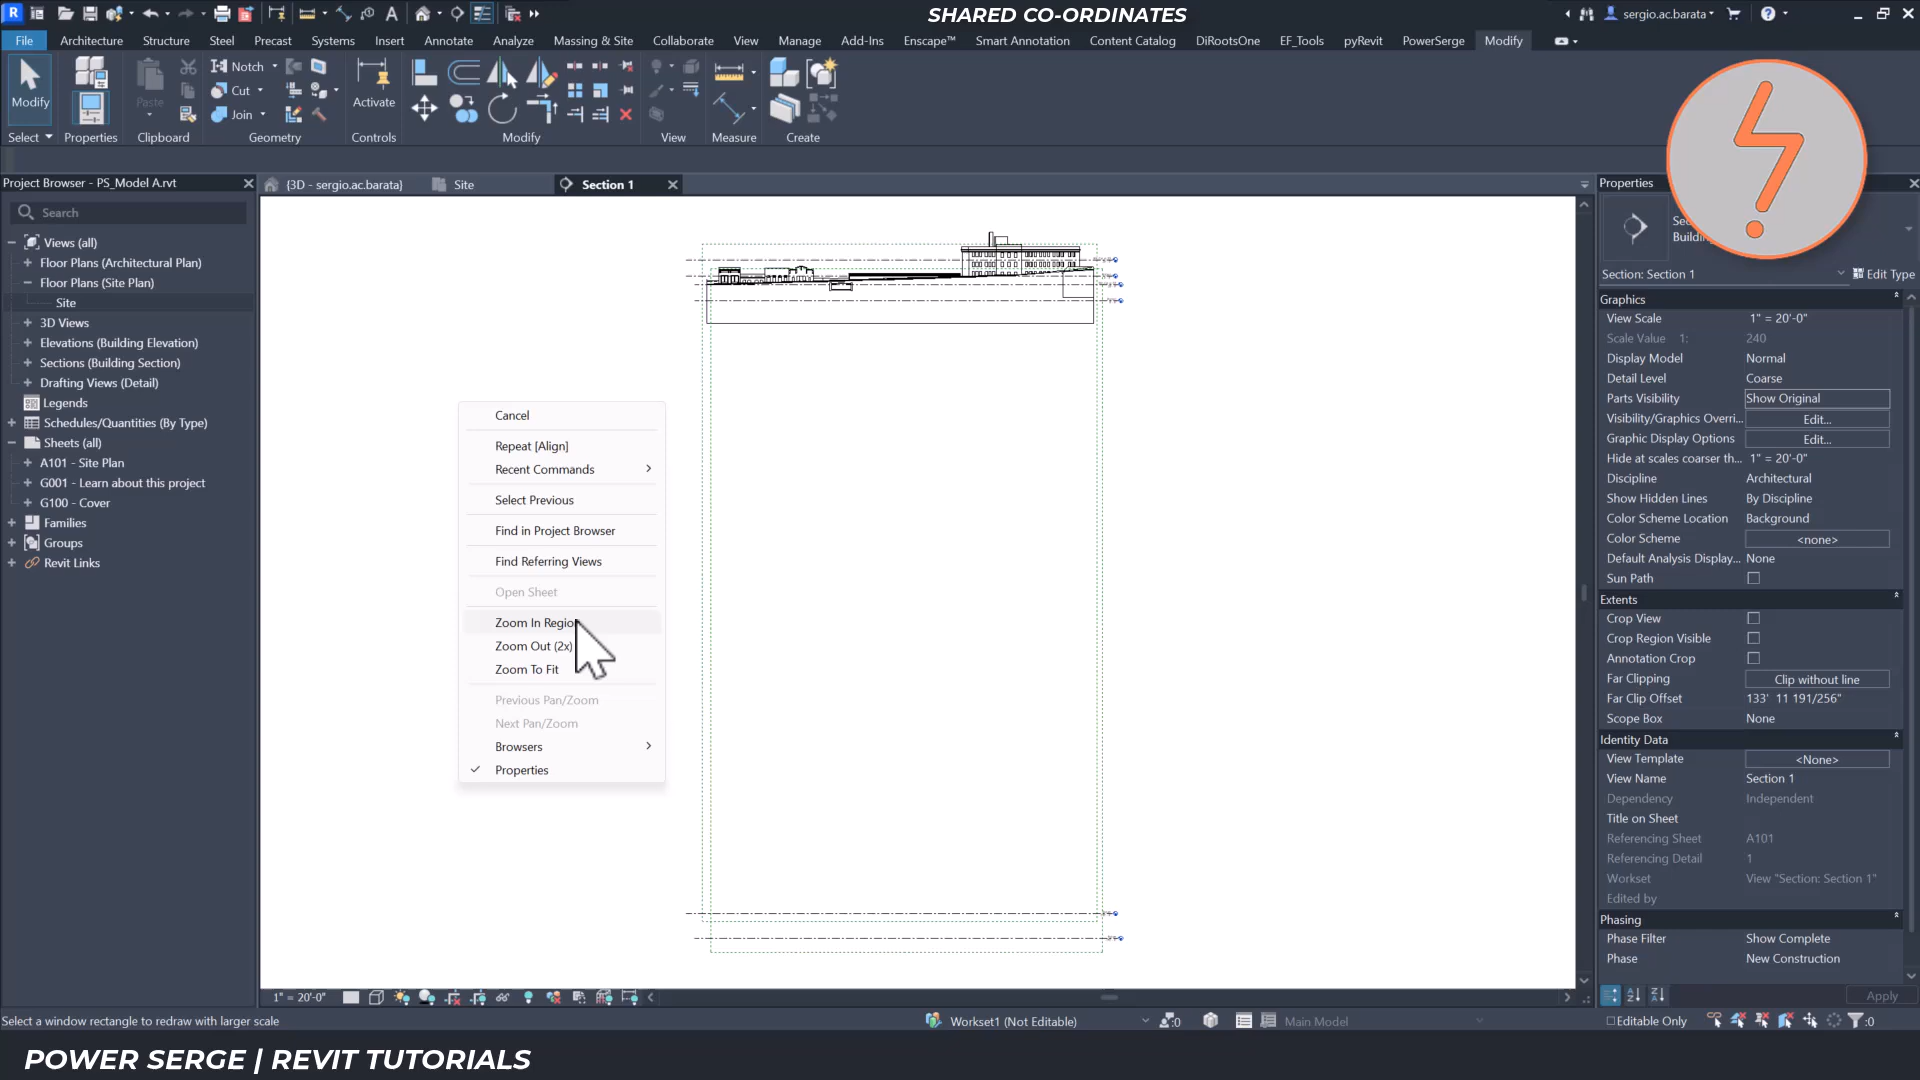 SHARED CO-ORDINATES
sergio.ac.barata
File
Architecture
Structure
Steel
Precast
Systems
Insert
Annotate
Analyze
Massing & Site
Collaborate
View
Manage
Add-Ins
Enscape™
Smart Annotation
Content Catalog
DiRootsOne
EF_Tools
pyRevit
PowerSerge
Modify
Modify
Paste
Notch
Cut
Join
Activate
Select
Properties
Clipboard
Geometry
Controls
Modify
View
Measure
Create
Project Browser - PS_Model A.rvt
Search
Views (all)
Floor Plans (Architectural Plan)
Floor Plans (Site Plan)
Site
3D Views
Elevations (Building Elevation)
Sections (Building Section)
Drafting Views (Detail)
Legends
Schedules/Quantities (By Type)
Sheets (all)
A101 - Site Plan
G001 - Learn about this project
G100 - Cover
Families
Groups
Revit Links
{3D - sergio.ac.barata}
Site
Section 1
Cancel
Repeat [Align]
Recent Commands
Select Previous
Find in Project Browser
Find Referring Views
Open Sheet
Zoom In Region
Zoom Out (2x)
Zoom To Fit
Previous Pan/Zoom
Next Pan/Zoom
Browsers
Properties
Properties
Section: Section 1
Edit Type
Graphics
View Scale 1" = 20'-0"
Scale Value 1: 240
Display Model Normal
Detail Level Coarse
Parts Visibility Show Original
Visibility/Graphics Overri... Edit...
Graphic Display Options Edit...
Hide at scales coarser th... 1" = 20'-0"
Discipline Architectural
Show Hidden Lines By Discipline
Color Scheme Location Background
Color Scheme <none>
Default Analysis Display... None
Sun Path
Extents
Crop View
Crop Region Visible
Annotation Crop
Far Clipping Clip without line
Far Clip Offset 133' 11 191/256"
Scope Box None
Identity Data
View Template <None>
View Name Section 1
Dependency Independent
Title on Sheet
Referencing Sheet A101
Referencing Detail 1
Workset View "Section: Section 1"
Edited by
Phasing
Phase Filter Show Complete
Phase New Construction
Apply
1" = 20'-0"
Select a window rectangle to redraw with larger scale
Workset1 (Not Editable)
:0
Main Model
Editable Only
:0
POWER SERGE | REVIT TUTORIALS